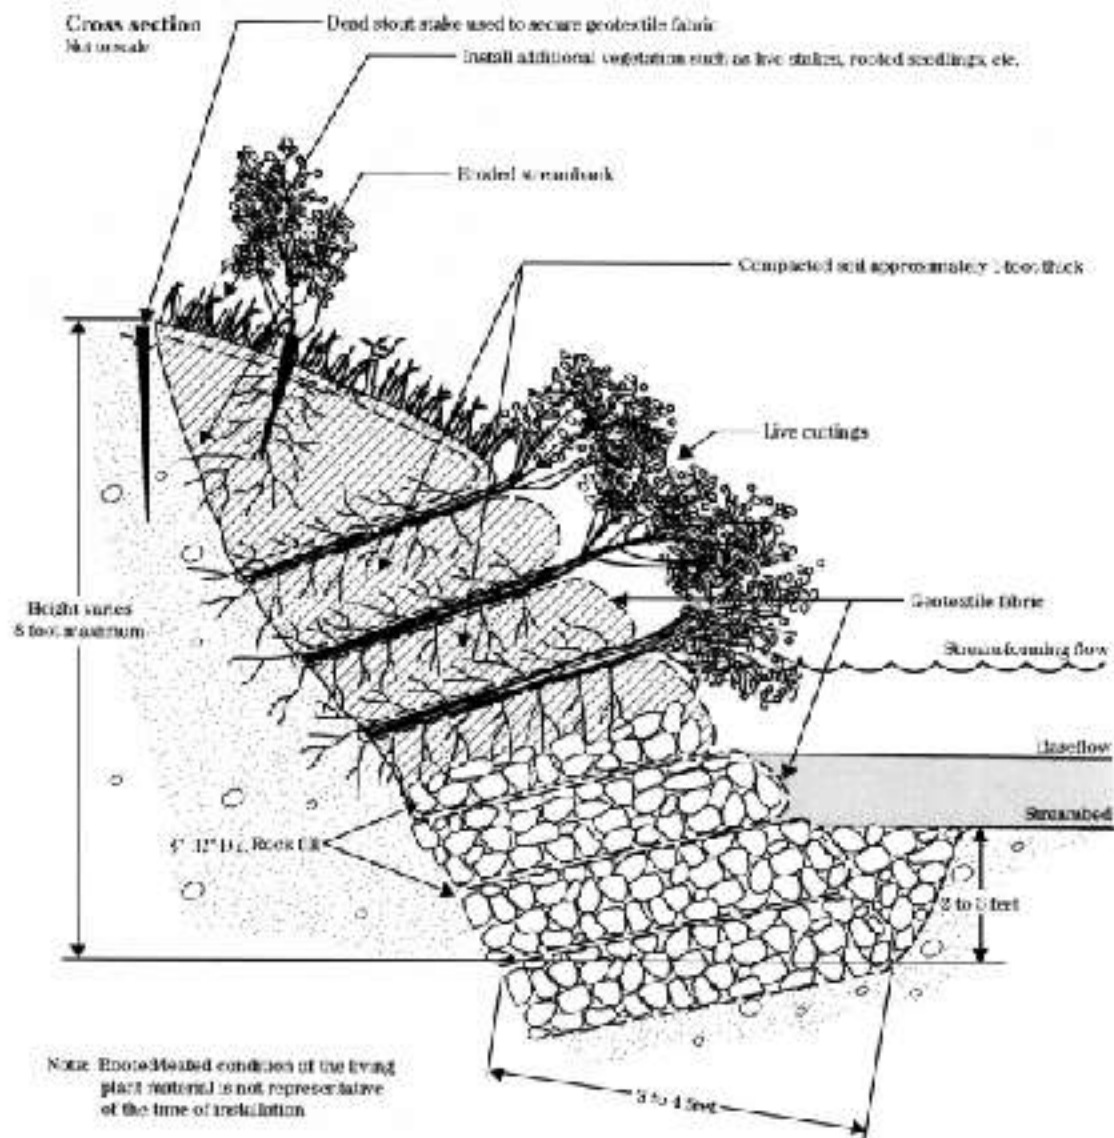 Cross section
Not to scale
Dead stout stake used to secure geotextile fabric
Install additional vegetation such as live stakes, rooted seedlings, etc.
Eroded streambank
Compacted soil approximately 1-foot thick
Live cuttings
Height varies
8 foot maximum
Geotextile fabric
Streamforming flow
Baseflow
Streambed
Rock fill
2 to 3 feet
Note: Rooted/leafed condition of the living
plant material is not representative
of the time of installation
3 to 4 feet